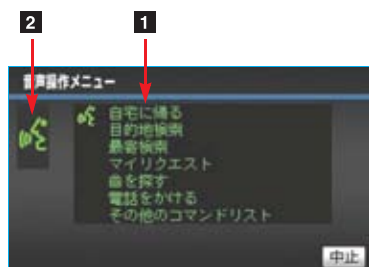 2 1
音声操作メニュー
自宅に帰る
目的地検索
最寄検索
マイリクエスト
曲を探す
電話をかける
その他のコマンドリスト
中止